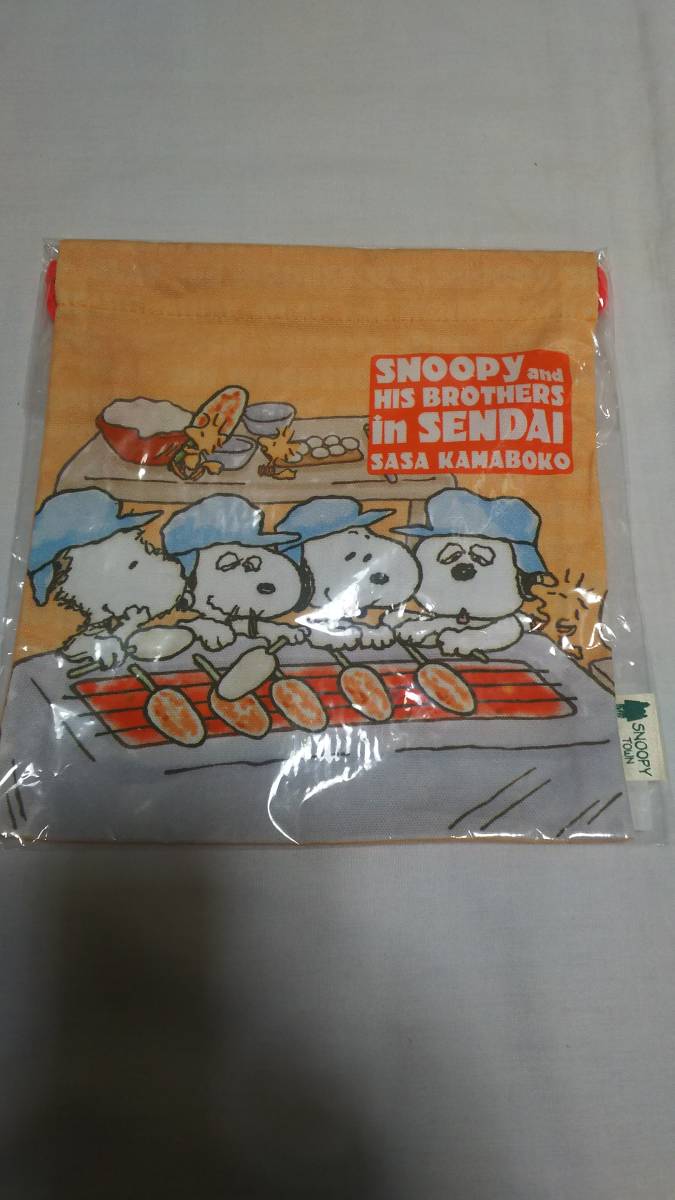 SNOOPY and
HIS BROTHERS
in SENDAI
SASA KAMABOKO
SNOOPY
TOWN